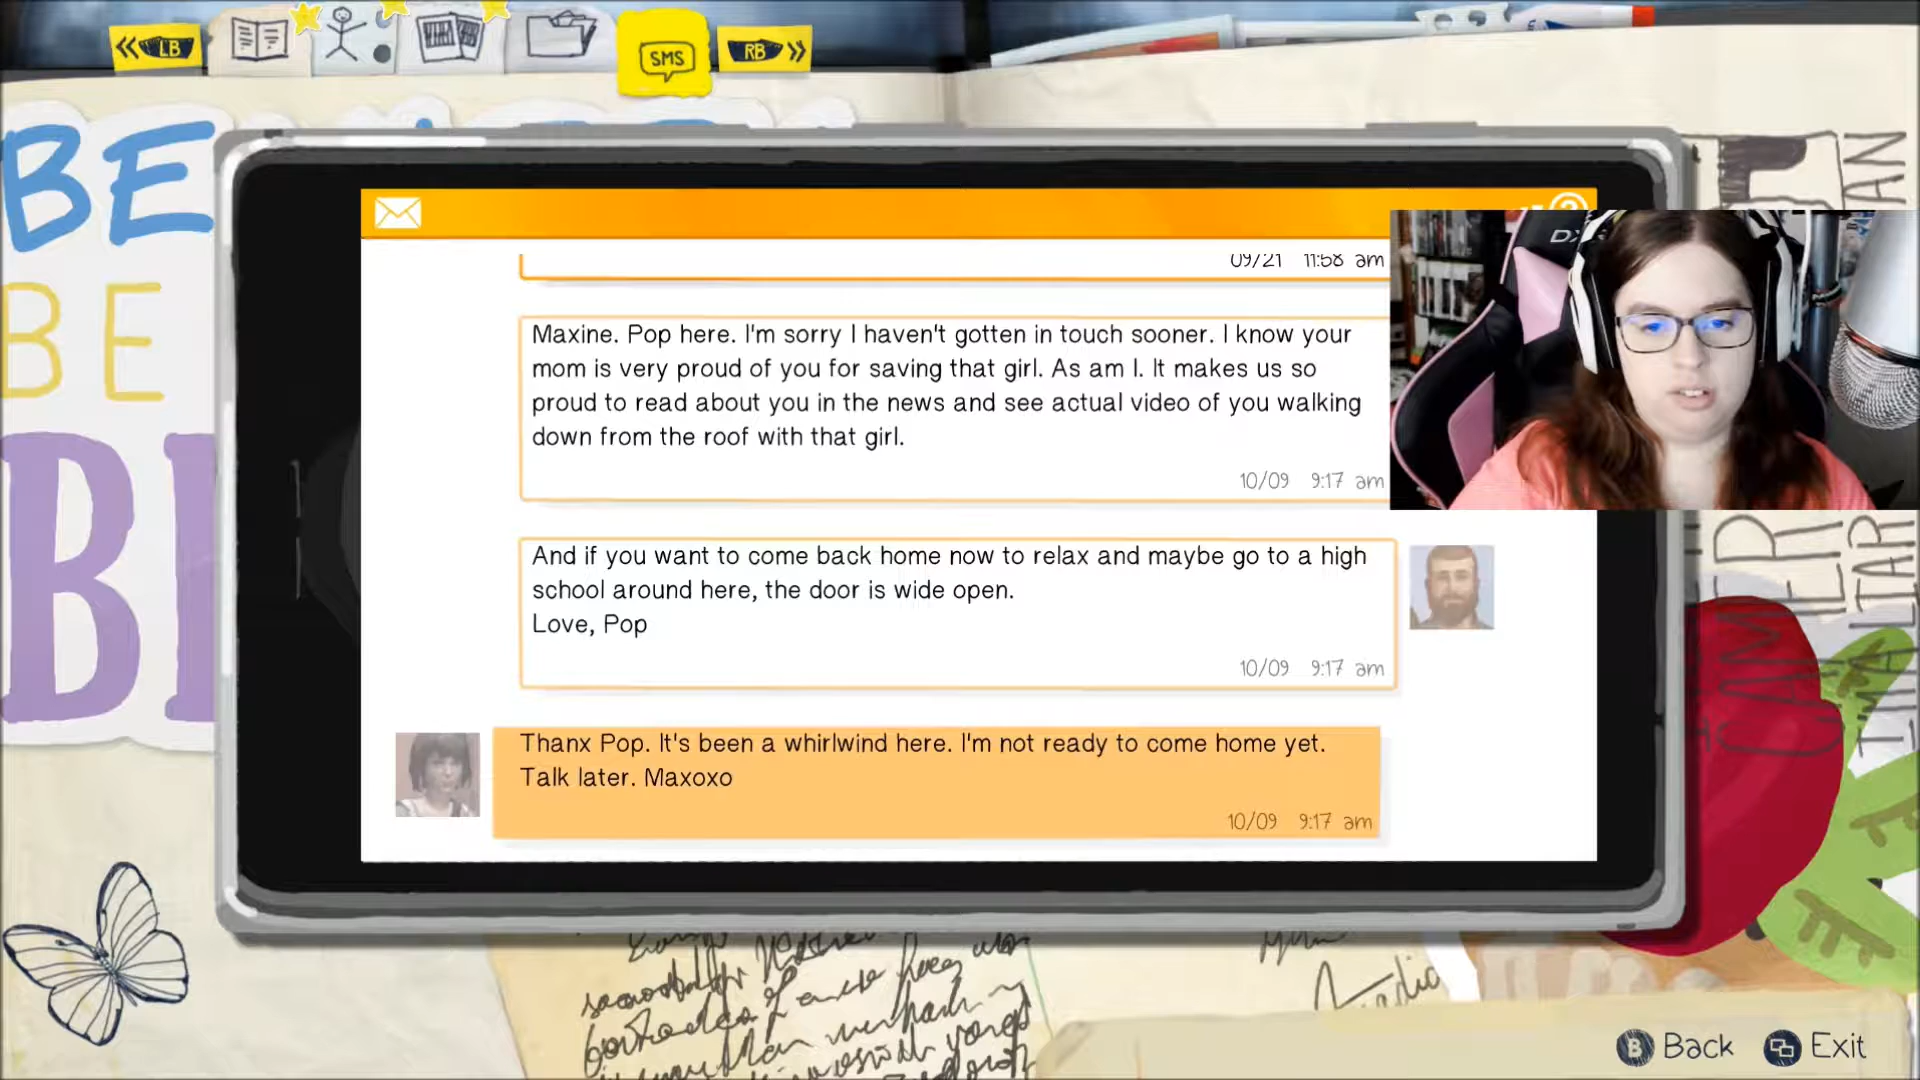 LB
SMS
RB
BE
BE
09/21 11:58 am
Maxine. Pop here. I'm sorry I haven't gotten in touch sooner. I know your
mom is very proud of you for saving that girl. As am I. It makes us so
proud to read about you in the news and see actual video of you walking
down from the roof with that girl.
10/09 9:17 am
And if you want to come back home now to relax and maybe go to a high
school around here, the door is wide open.
Love, Pop
10/09 9:17 am
Thanx Pop. It's been a whirlwind here. I'm not ready to come home yet.
Talk later. Maxoxo
10/09 9:17 am
B Back
Exit